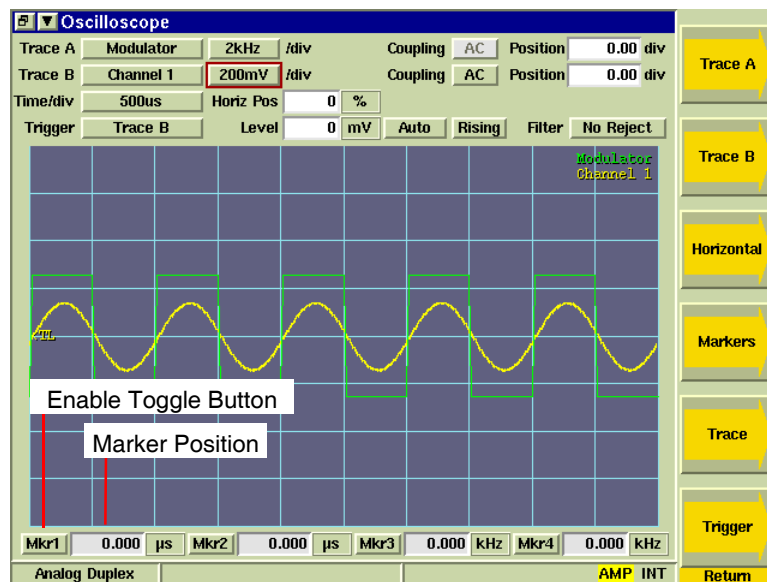 Oscilloscope
Trace A Modulator 2kHz /div Coupling AC Position 0.00 div
Trace B Channel 1 200mV /div Coupling AC Position 0.00 div
Time/div 500us Horiz Pos 0 %
Trigger Trace B Level 0 mV Auto Rising Filter No Reject
Modulator
Channel 1
TL
Enable Toggle Button
Marker Position
Mkr1 0.000 µs Mkr2 0.000 µs Mkr3 0.000 kHz Mkr4 0.000 kHz
Analog Duplex AMP INT
Trace A
Trace B
Horizontal
Markers
Trace
Trigger
Return